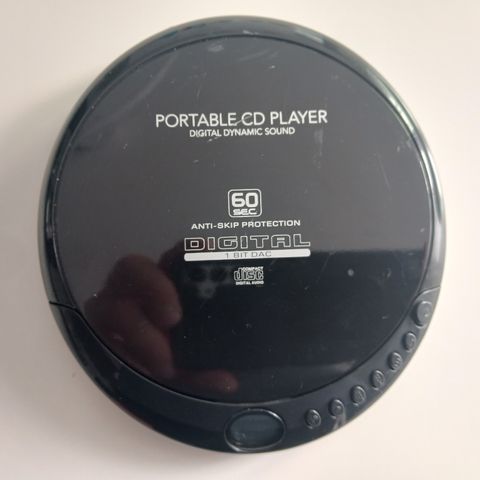 PORTABLE CD PLAYER
DIGITAL DYNAMIC SOUND
60
SEC.
ANTI-SKIP PROTECTION
DIGITAL
1 BIT DAC
COMPACT
disc
DIGITAL AUDIO